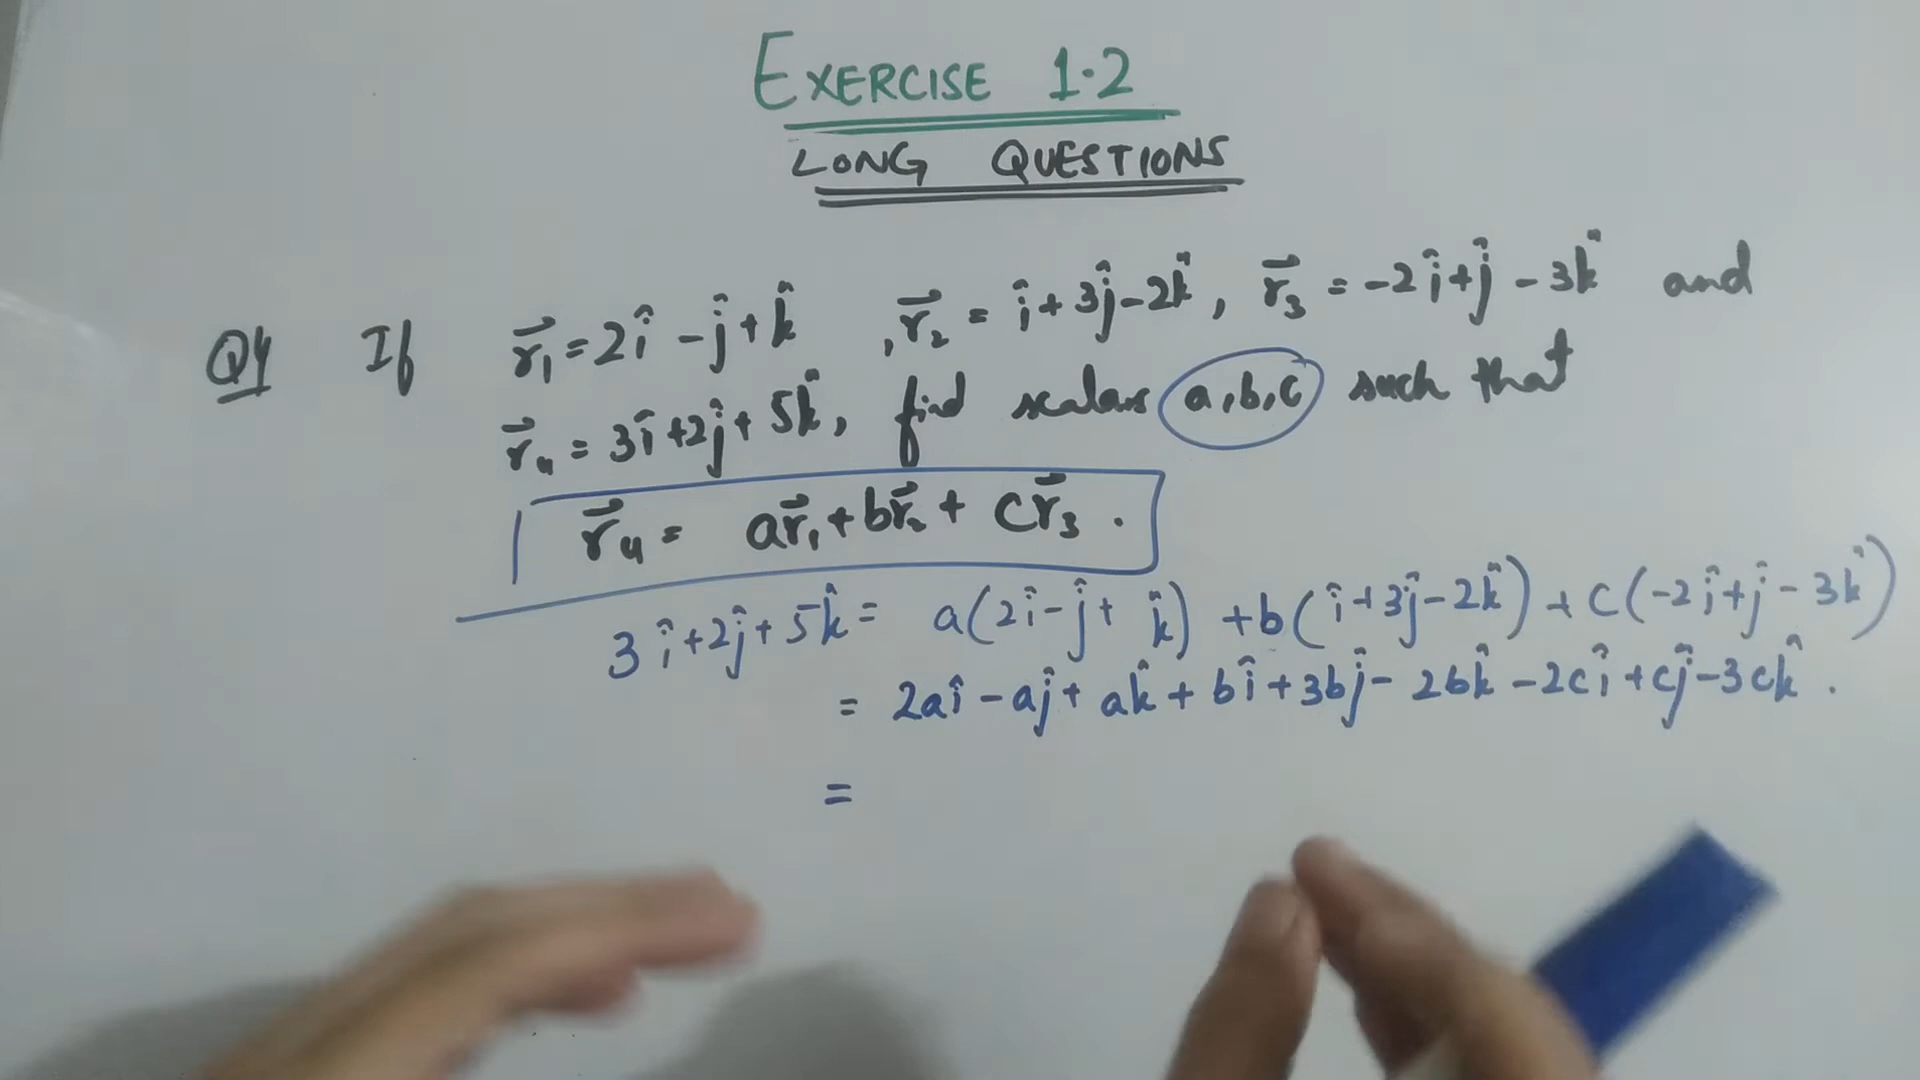 EXERCISE 1.2
LONG QUESTIONS
Q4 If r⃗₁ = 2î - ĵ + k̂ , r⃗₂ = î + 3ĵ - 2k̂ , r⃗₃ = -2î + ĵ - 3k̂ and
r⃗₄ = 3î + 2ĵ + 5k̂ , find scalars a, b, c such that
r⃗₄ = ar⃗₁ + br⃗₂ + cr⃗₃ .
3î + 2ĵ + 5k̂ = a(2î - ĵ + k̂) + b(î + 3ĵ - 2k̂) + c(-2î + ĵ - 3k̂)
= 2aî - aĵ + ak̂ + bî + 3bĵ - 2bk̂ - 2cî + cĵ - 3ck̂ .
=